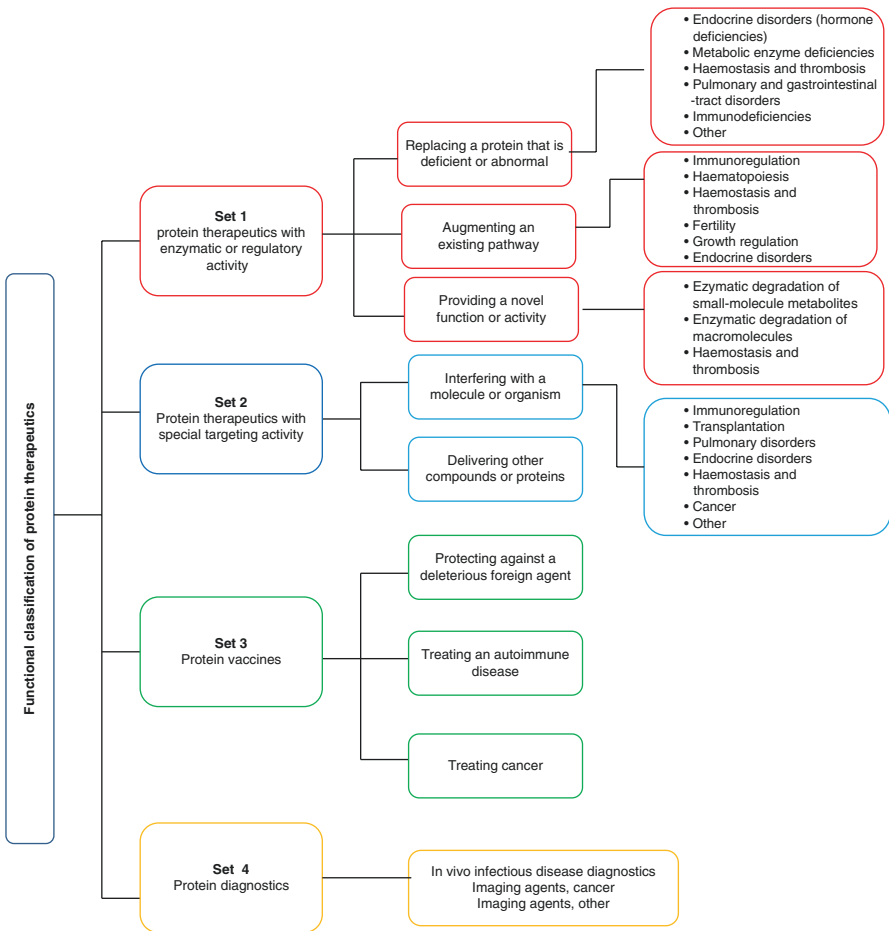 Functional classification of protein therapeutics
Set 1
protein therapeutics with
enzymatic or regulatory
activity
Replacing a protein that is
deficient or abnormal
• Endocrine disorders (hormone
deficiencies)
• Metabolic enzyme deficiencies
• Haemostasis and thrombosis
• Pulmonary and gastrointestinal
-tract disorders
• Immunodeficiencies
• Other
Augmenting an
existing pathway
• Immunoregulation
• Haematopoiesis
• Haemostasis and
thrombosis
• Fertility
• Growth regulation
• Endocrine disorders
Providing a novel
function or activity
• Ezymatic degradation of
small-molecule metabolites
• Enzymatic degradation of
macromolecules
• Haemostasis and
thrombosis
Set 2
Protein therapeutics with
special targeting activity
Interfering with a
molecule or organism
• Immunoregulation
• Transplantation
• Pulmonary disorders
• Endocrine disorders
• Haemostasis and
thrombosis
• Cancer
• Other
Delivering other
compounds or proteins
Set 3
Protein vaccines
Protecting against a
deleterious foreign agent
Treating an autoimmune
disease
Treating cancer
Set 4
Protein diagnostics
In vivo infectious disease diagnostics
Imaging agents, cancer
Imaging agents, other